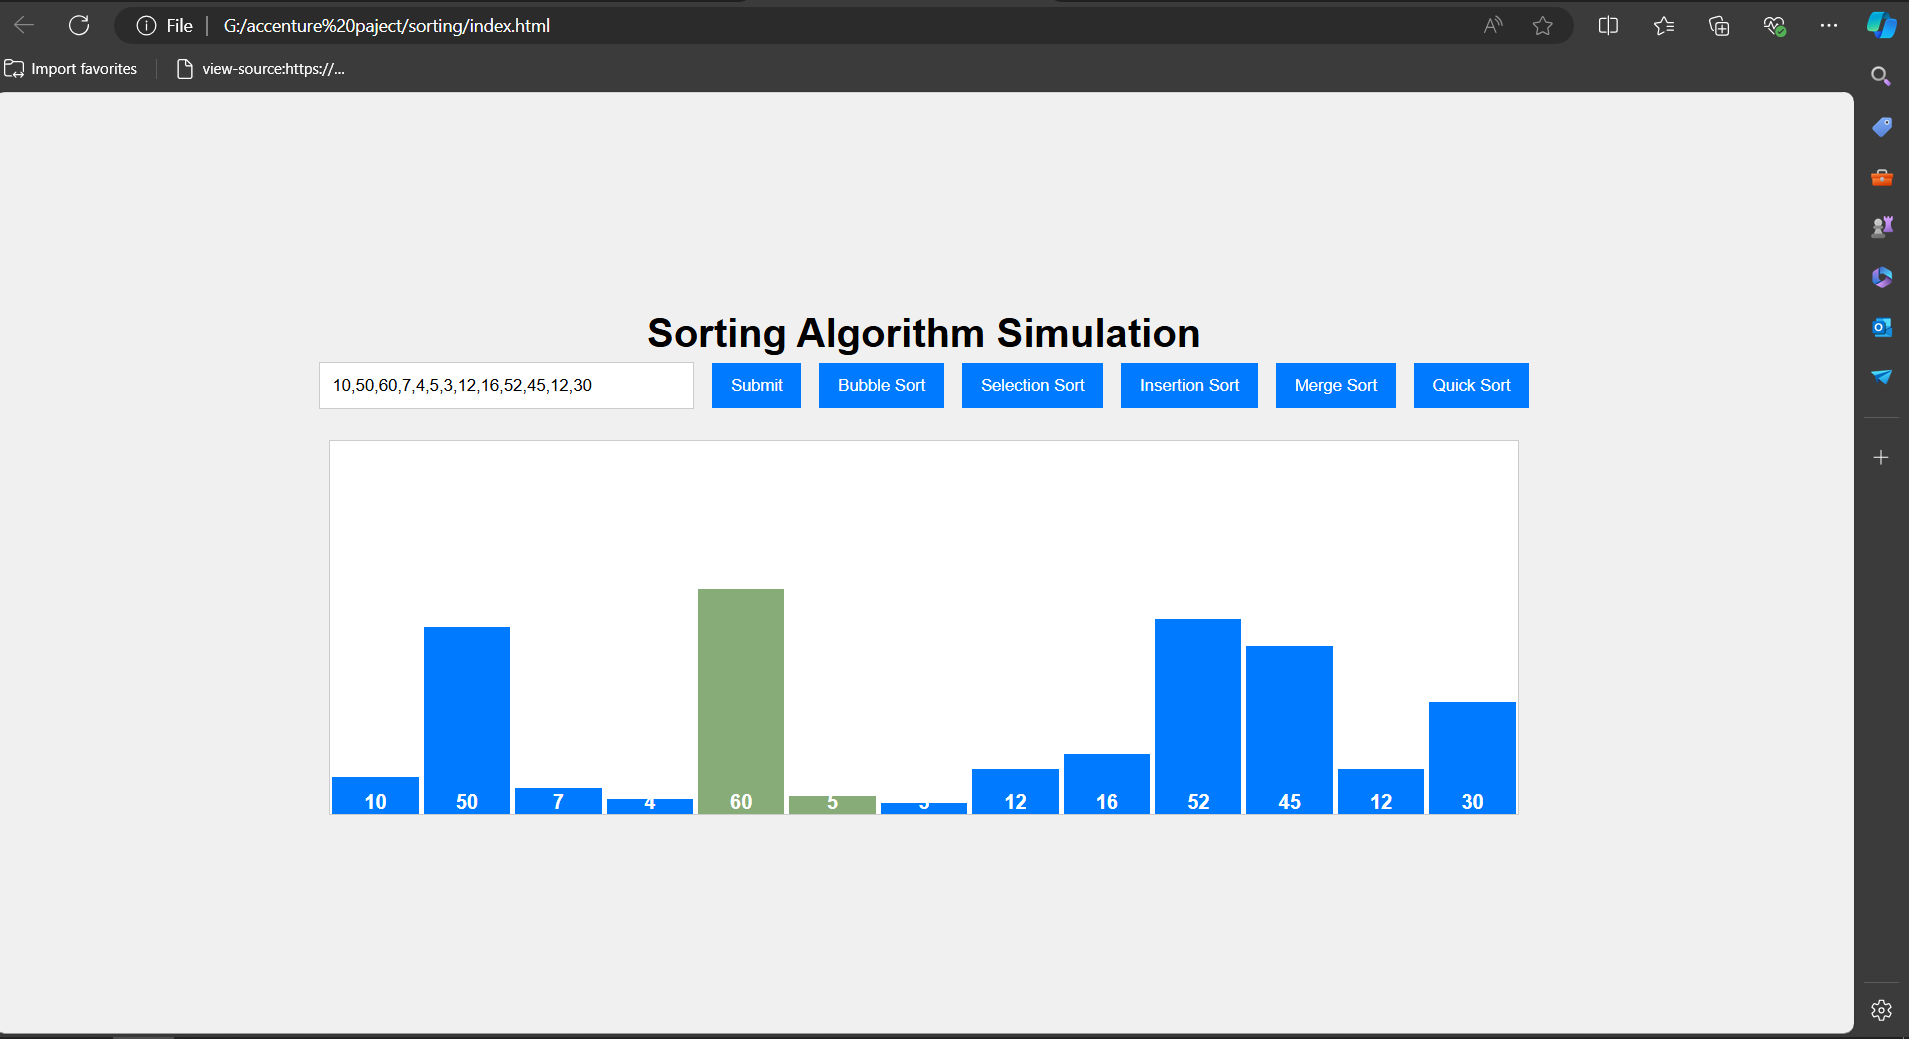 File G:/accenture%20paject/sorting/index.html
Import favorites view-source:https://...
Sorting Algorithm Simulation
10,50,60,7,4,5,3,12,16,52,45,12,30 Submit Bubble Sort Selection Sort Insertion Sort Merge Sort Quick Sort
10 50 7 4 60 5 3 12 16 52 45 12 30